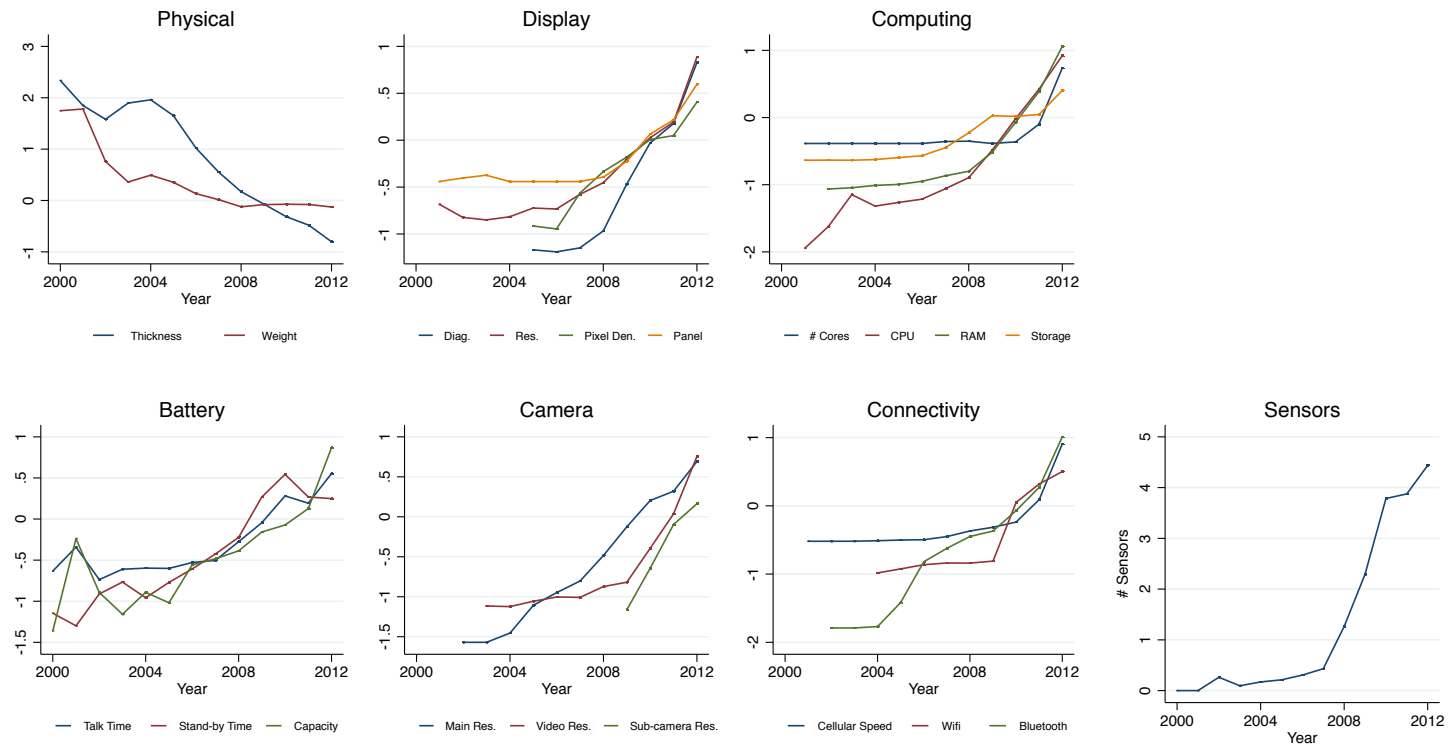 Physical
3
2
1
0
-1
2000 2004 2008 2012
Year
Thickness Weight
Display
1
.5
0
-.5
-1
2000 2004 2008 2012
Year
Diag. Res. Pixel Den. Panel
Computing
1
0
-1
-2
2000 2004 2008 2012
Year
# Cores CPU RAM Storage
Battery
1
.5
0
-.5
-1
-1.5
2000 2004 2008 2012
Year
Talk Time Stand-by Time Capacity
Camera
1
.5
0
-.5
-1
-1.5
2000 2004 2008 2012
Year
Main Res. Video Res. Sub-camera Res.
Connectivity
1
0
-1
-2
2000 2004 2008 2012
Year
Cellular Speed Wifi Bluetooth
Sensors
# Sensors
5
4
3
2
1
0
2000 2004 2008 2012
Year